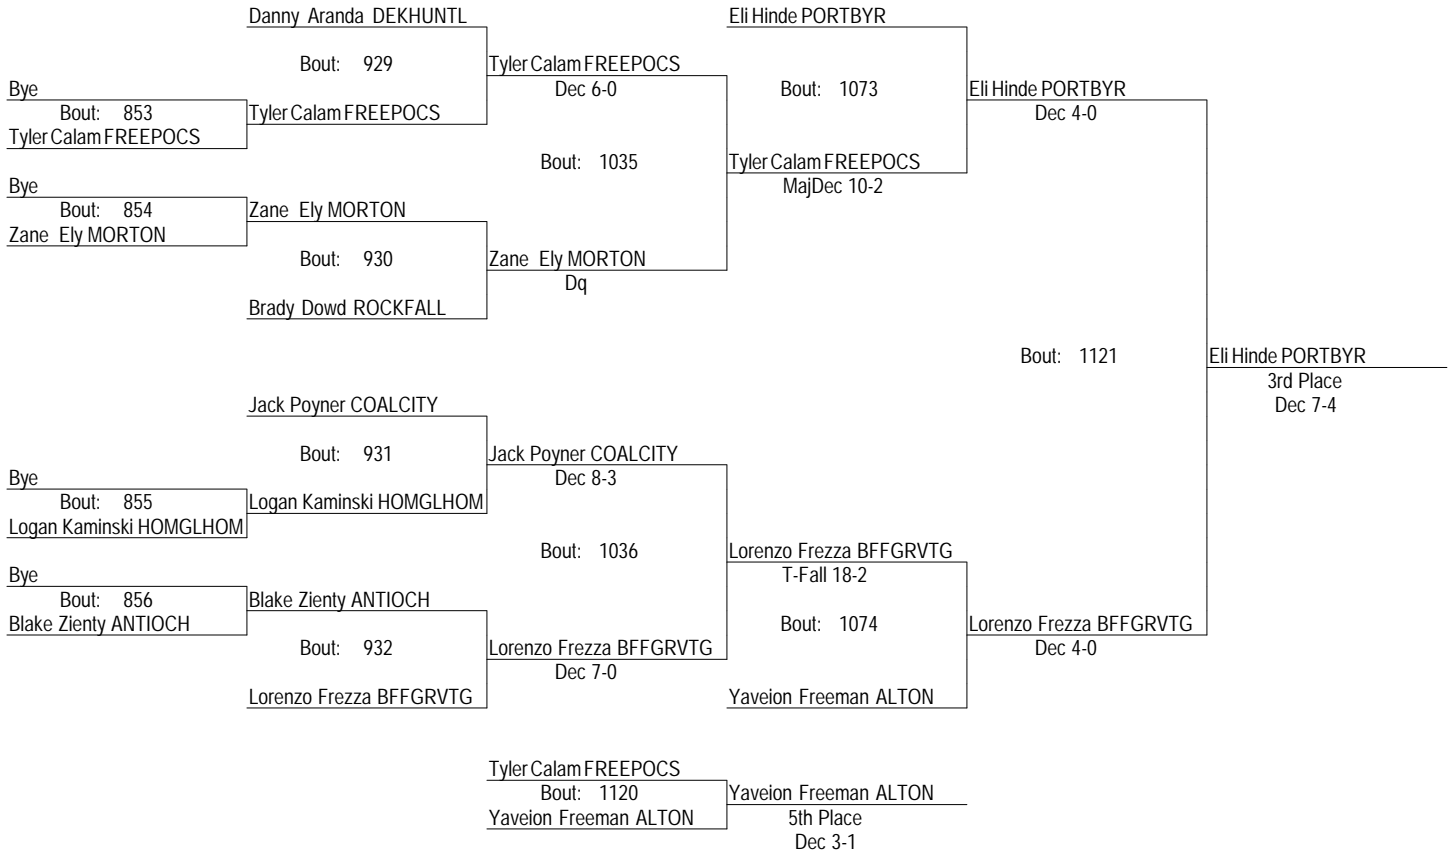 Danny Aranda DEKHUNTL
Eli Hinde PORTBYR
Bout: 929
Tyler Calam FREEPOCS
Dec 6-0
Bye
Bout: 853
Tyler Calam FREEPOCS
Tyler Calam FREEPOCS
Bout: 1073
Eli Hinde PORTBYR
Dec 4-0
Bout: 1035
Tyler Calam FREEPOCS
MajDec 10-2
Bye
Bout: 854
Zane Ely MORTON
Zane Ely MORTON
Bout: 930
Zane Ely MORTON
Dq
Brady Dowd ROCKFALL
Bout: 1121
Eli Hinde PORTBYR
3rd Place
Dec 7-4
Jack Poyner COALCITY
Bout: 931
Jack Poyner COALCITY
Dec 8-3
Bye
Bout: 855
Logan Kaminski HOMGLHOM
Logan Kaminski HOMGLHOM
Bout: 1036
Lorenzo Frezza BFFGRVTG
T-Fall 18-2
Bye
Bout: 856
Blake Zienty ANTIOCH
Blake Zienty ANTIOCH
Bout: 1074
Lorenzo Frezza BFFGRVTG
Dec 4-0
Bout: 932
Lorenzo Frezza BFFGRVTG
Dec 7-0
Lorenzo Frezza BFFGRVTG
Yaveion Freeman ALTON
Tyler Calam FREEPOCS
Bout: 1120
Yaveion Freeman ALTON
Yaveion Freeman ALTON
5th Place
Dec 3-1